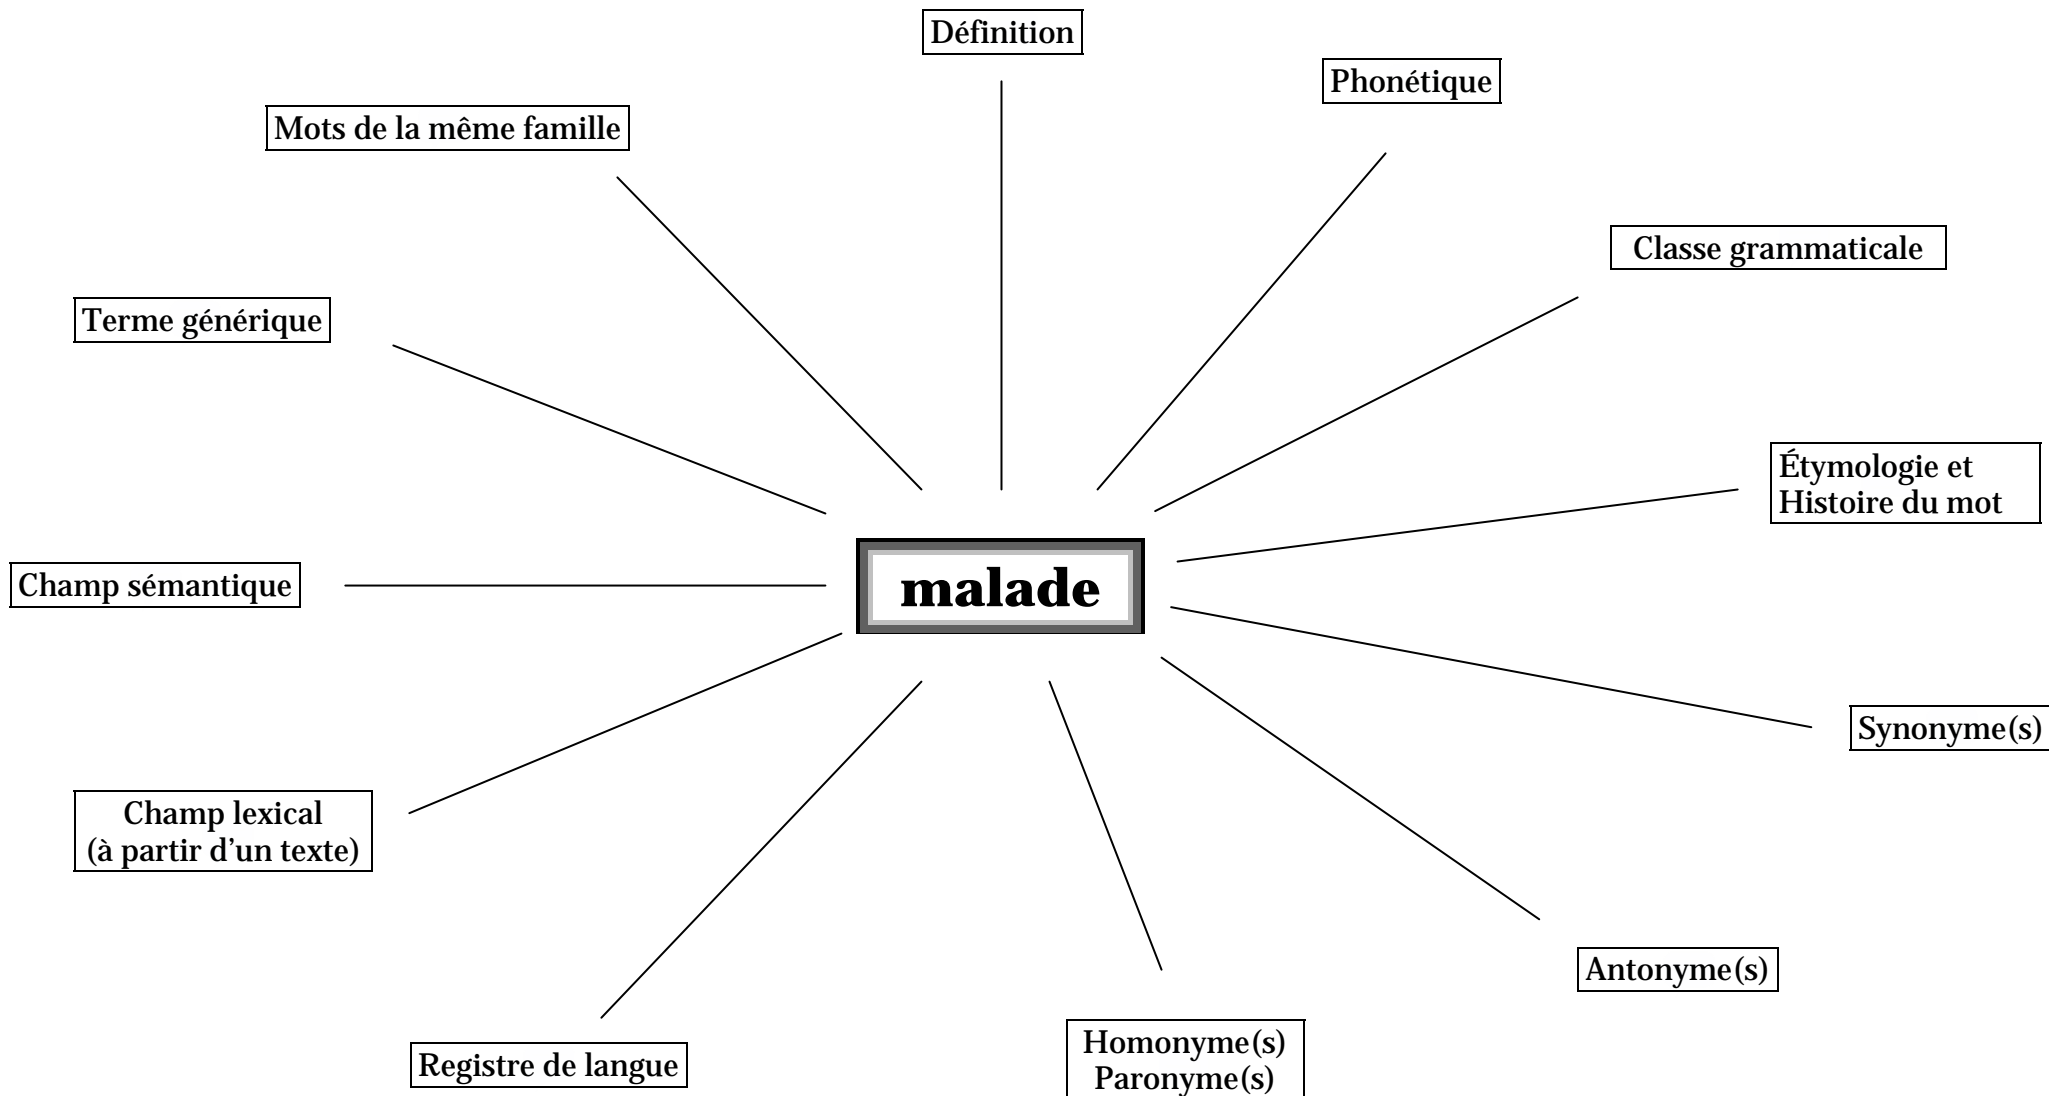 Définition
Phonétique
Mots de la même famille
Classe grammaticale
Terme générique
Étymologie et
Histoire du mot
Champ sémantique
malade
Synonyme(s)
Champ lexical
(à partir d’un texte)
Antonyme(s)
Registre de langue
Homonyme(s)
Paronyme(s)